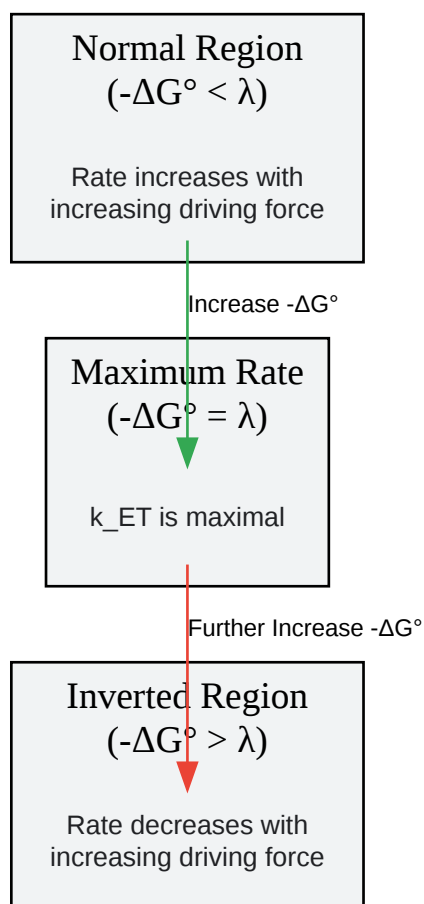 Normal Region
(-ΔG° < λ)
Rate increases with
increasing driving force
Increase -ΔG°
Maximum Rate
(-ΔG° = λ)
k_ET is maximal
Further Increase -ΔG°
Inverted Region
(-ΔG° > λ)
Rate decreases with
increasing driving force